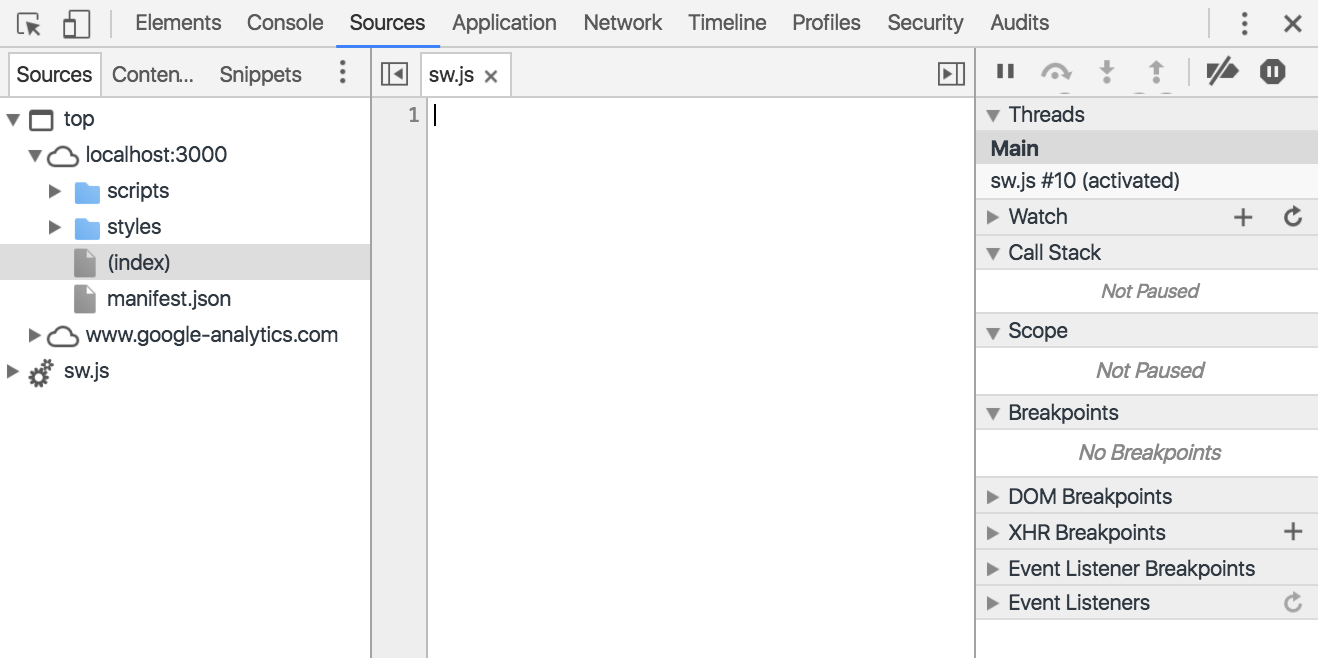 Elements Console Sources Application Network Timeline Profiles Security Audits
Sources Conten... Snippets
top
localhost:3000
scripts
styles
(index)
manifest.json
www.google-analytics.com
sw.js
sw.js
1
Threads
Main
sw.js #10 (activated)
Watch
Call Stack
Not Paused
Scope
Not Paused
Breakpoints
No Breakpoints
DOM Breakpoints
XHR Breakpoints
Event Listener Breakpoints
Event Listeners